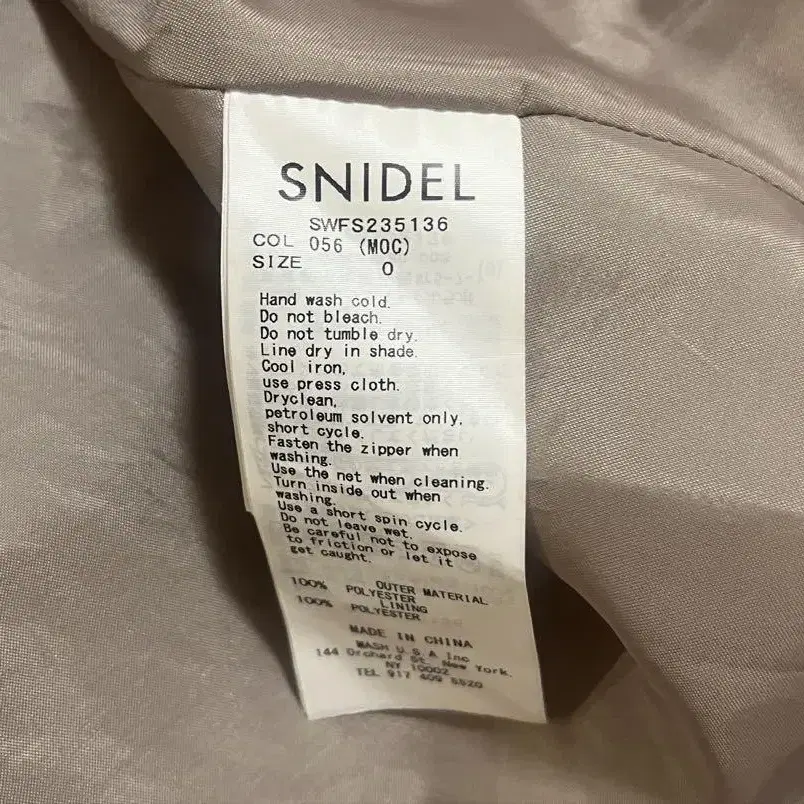 SNIDEL
SWFS235136
COL 056 (MOC)
SIZE 0
Hand wash cold.
Do not bleach.
Do not tumble dry.
Line dry in shade.
Cool iron,
use press cloth.
Dryclean,
petroleum solvent only,
short cycle.
Fasten the zipper when
washing.
Use the net when cleaning.
Turn inside out when
washing.
Use a short spin cycle.
Do not leave wet.
Be careful not to expose
to friction or let it
get caught.
OUTER MATERIAL
100% POLYESTER
LINING
100% POLYESTER
MADE IN CHINA
MASH U.S.A Inc
144 Orchard St. New York.
NY 10002
TEL 917 409 5520